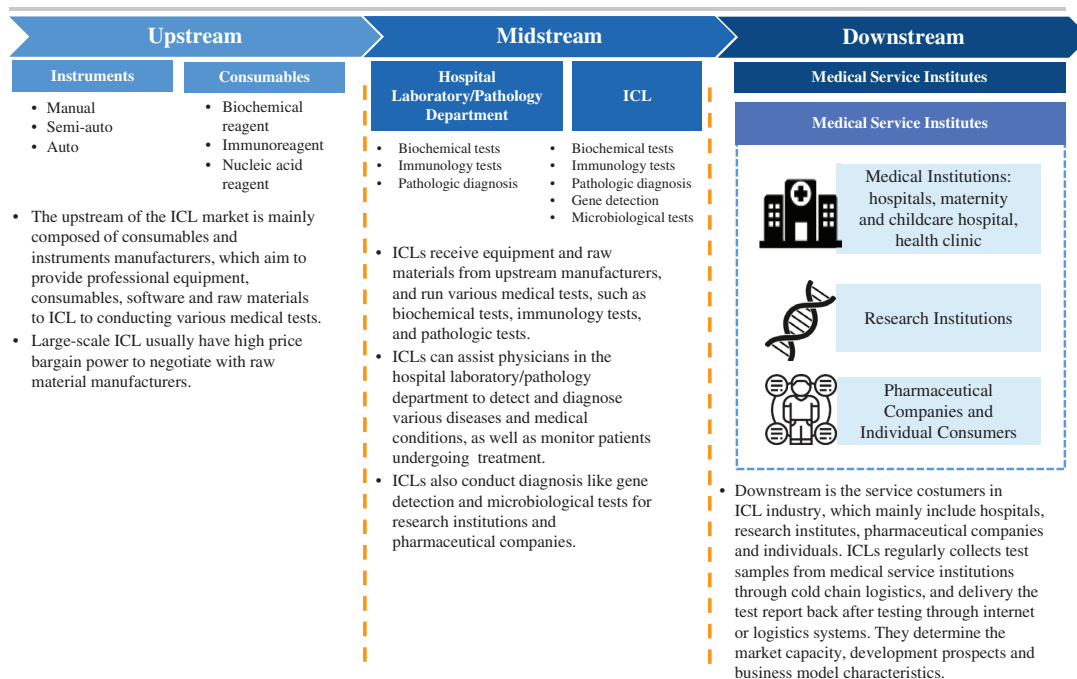 Upstream
Midstream
Downstream
Instruments
Consumables
• Manual
• Semi-auto
• Auto
• Biochemical
reagent
• Immunoreagent
• Nucleic acid
reagent
• The upstream of the ICL market is mainly
composed of consumables and
instruments manufacturers, which aim to
provide professional equipment,
consumables, software and raw materials
to ICL to conducting various medical tests.
• Large-scale ICL usually have high price
bargain power to negotiate with raw
material manufacturers.
Hospital
Laboratory/Pathology
Department
ICL
• Biochemical tests
• Immunology tests
• Pathologic diagnosis
• Biochemical tests
• Immunology tests
• Pathologic diagnosis
• Gene detection
• Microbiological tests
• ICLs receive equipment and raw
materials from upstream manufacturers,
and run various medical tests, such as
biochemical tests, immunology tests,
and pathologic tests.
• ICLs can assist physicians in the
hospital laboratory/pathology
department to detect and diagnose
various diseases and medical
conditions, as well as monitor patients
undergoing treatment.
• ICLs also conduct diagnosis like gene
detection and microbiological tests for
research institutions and
pharmaceutical companies.
Medical Service Institutes
Medical Service Institutes
Medical Institutions:
hospitals, maternity
and childcare hospital,
health clinic
Research Institutions
Pharmaceutical
Companies and
Individual Consumers
• Downstream is the service costumers in
ICL industry, which mainly include hospitals,
research institutes, pharmaceutical companies
and individuals. ICLs regularly collects test
samples from medical service institutions
through cold chain logistics, and delivery the
test report back after testing through internet
or logistics systems. They determine the
market capacity, development prospects and
business model characteristics.